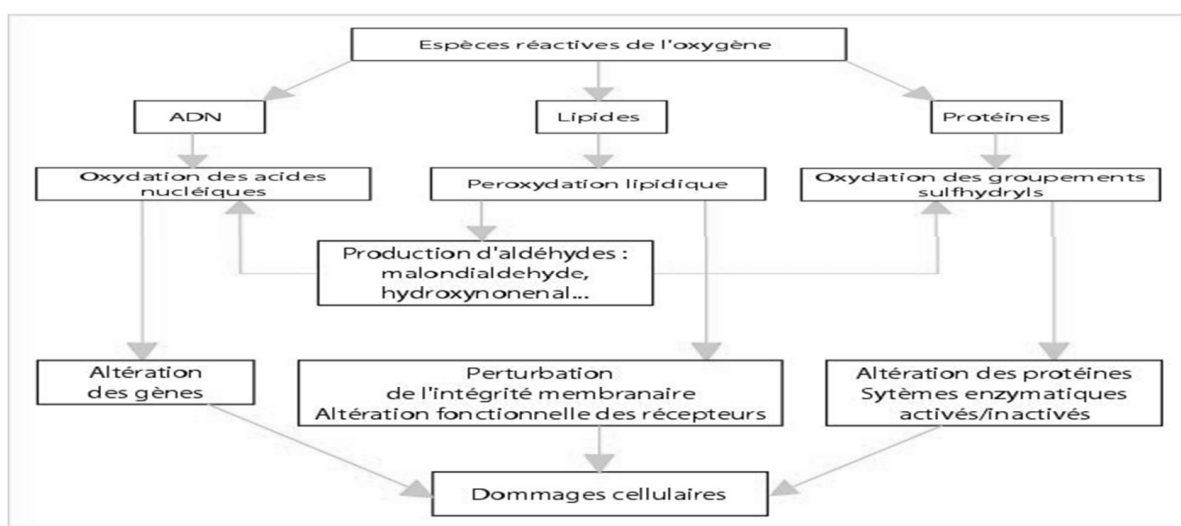 Espèces réactives de l'oxygène
ADN
Lipides
Protéines
Oxydation des acides
nucléiques
Peroxydation lipidique
Oxydation des groupements
sulfhydryls
Production d'aldéhydes :
malondialdehyde,
hydroxynonenal...
Altération
des gènes
Perturbation
de l'intégrité membranaire
Altération fonctionnelle des récepteurs
Altération des protéines
Sytèmes enzymatiques
activés/inactivés
Dommages cellulaires